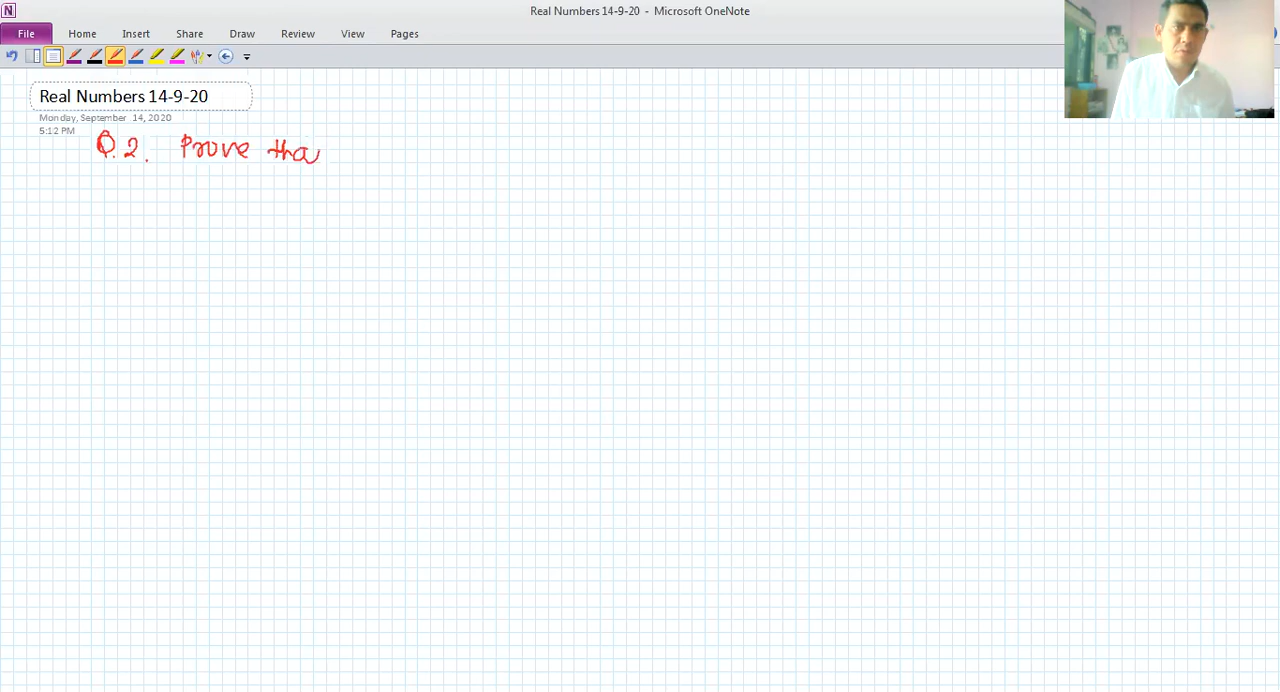 Real Numbers 14-9-20 - Microsoft OneNote
File Home Insert Share Draw Review View Pages
Real Numbers 14-9-20
Monday, September 14, 2020
5:12 PM
Q.2. Prove tha